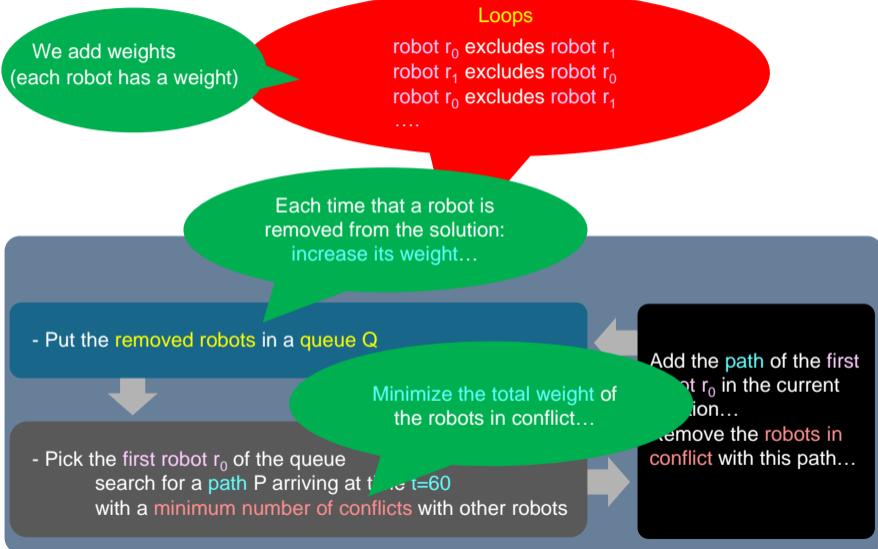 Loops
We add weights
(each robot has a weight)
robot r₀ excludes robot r₁
robot r₁ excludes robot r₀
robot r₀ excludes robot r₁
....
Each time that a robot is
removed from the solution:
increase its weight…
- Put the removed robots in a queue Q
Minimize the total weight of
the robots in conflict…
- Pick the first robot r₀ of the queue
search for a path P arriving at t=60
with a minimum number of conflicts with other robots
Add the path of the first
r₀ in the current
Remove the robots in
conflict with this path…